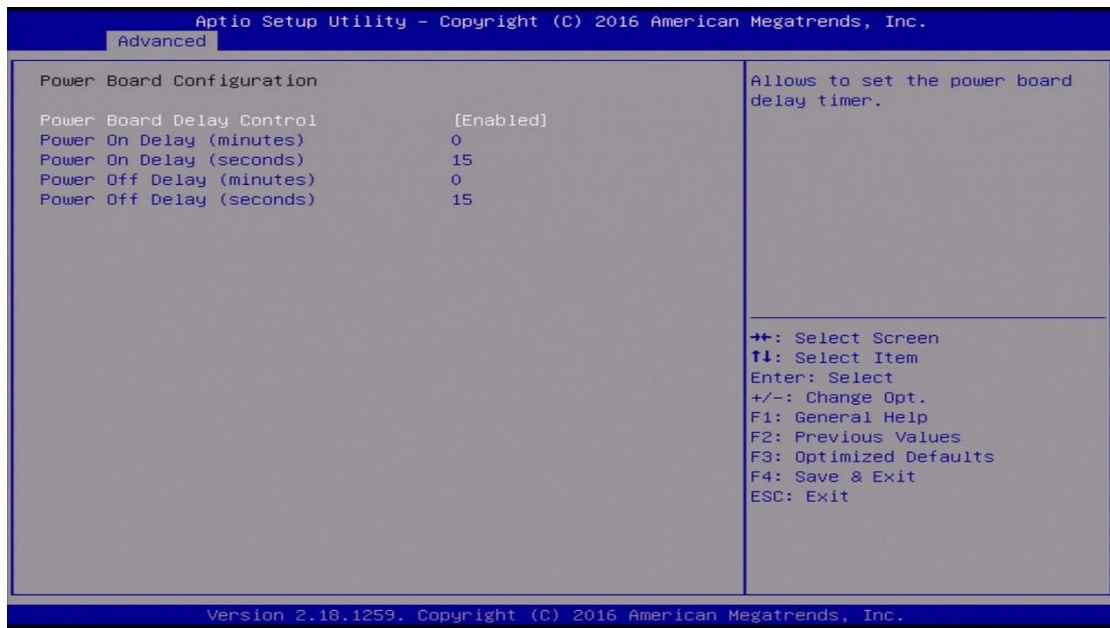 Aptio Setup Utility – Copyright (C) 2016 American Megatrends, Inc.
Advanced
Power Board Configuration
Power Board Delay Control [Enabled]
Power On Delay (minutes) 0
Power On Delay (seconds) 15
Power Off Delay (minutes) 0
Power Off Delay (seconds) 15
Allows to set the power board
delay timer.
→←: Select Screen
↑↓: Select Item
Enter: Select
+/-: Change Opt.
F1: General Help
F2: Previous Values
F3: Optimized Defaults
F4: Save & Exit
ESC: Exit
Version 2.18.1259. Copyright (C) 2016 American Megatrends, Inc.